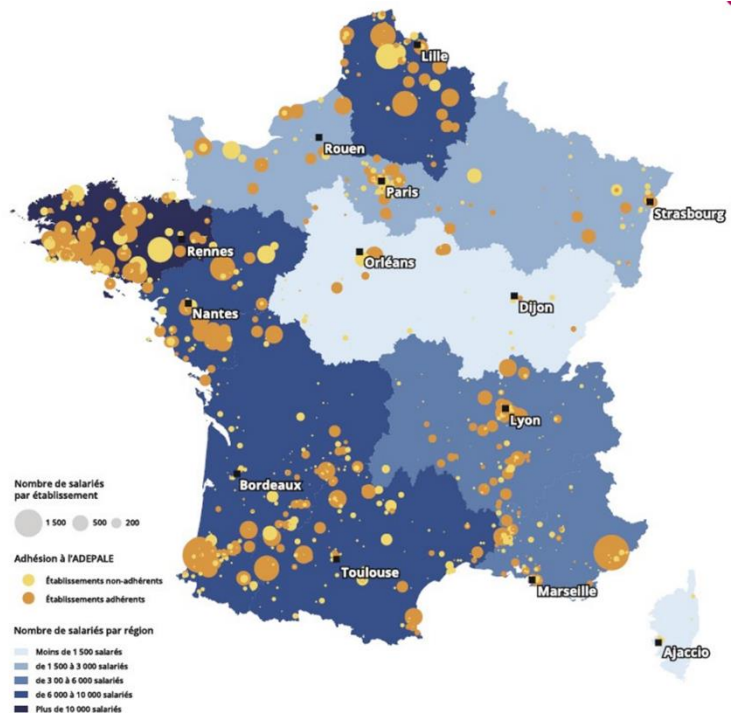 Lille
Rouen
Paris
Strasbourg
Rennes
Orléans
Nantes
Dijon
Lyon
Bordeaux
Toulouse
Marseille
Ajaccio
Nombre de salariés
par établissement
1 500
500
200
Adhésion à l'ADEPALE
Établissements non-adhérents
Établissements adhérents
Nombre de salariés par région
Moins de 1 500 salarés
de 1 500 à 3 000 salariés
de 3 00 à 6 000 salariés
de 6 000 à 10 000 salariés
Plus de 10 000 salariés